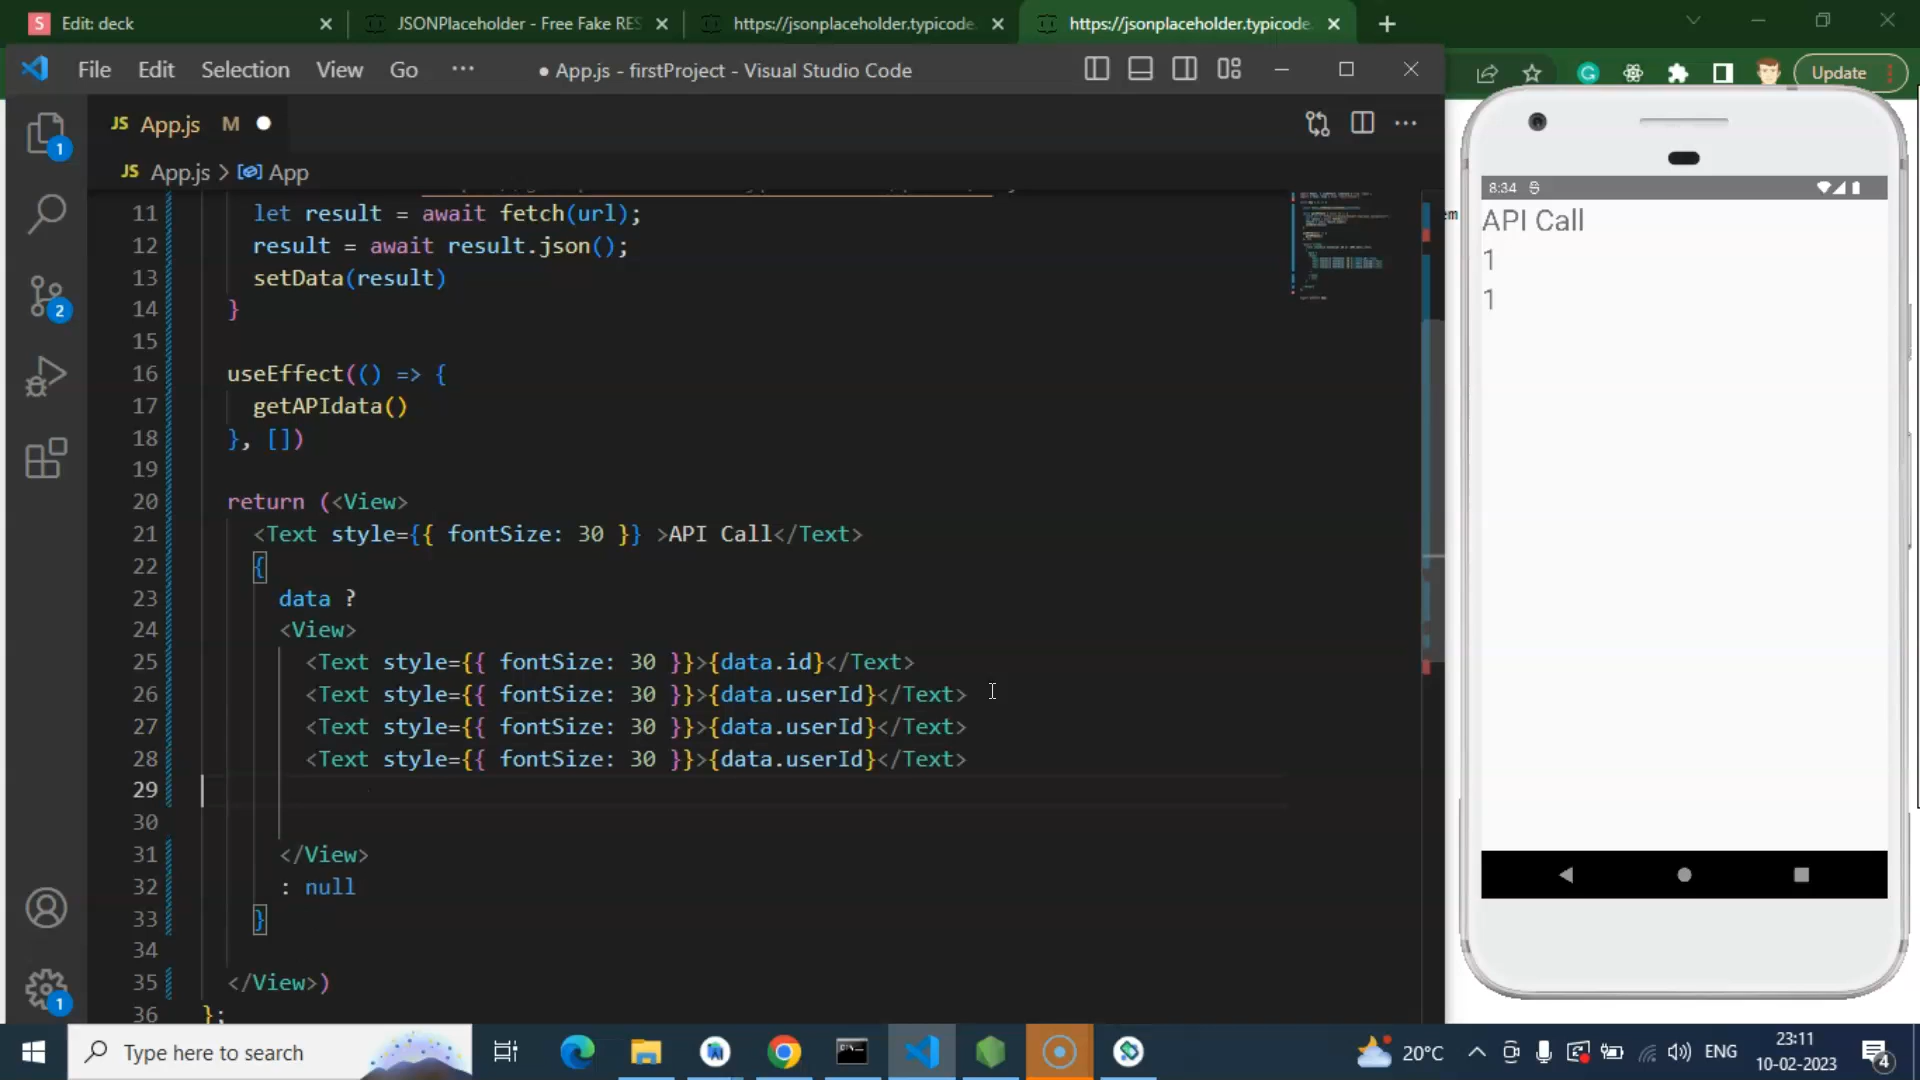 S Edit: deck
JSONPlaceholder - Free Fake RES
https://jsonplaceholder.typicode.
https://jsonplaceholder.typicode.
File Edit Selection View Go ··· ● App.js - firstProject - Visual Studio Code
Update
JS App.js M
JS App.js > App
11 let result = await fetch(url);
12 result = await result.json();
13 setData(result)
14 }
15
16 useEffect(() => {
17 getAPIdata()
18 }, [])
19
20 return (<View>
21 <Text style={{ fontSize: 30 }} >API Call</Text>
22 {
23 data ?
24 <View>
25 <Text style={{ fontSize: 30 }}>{data.id}</Text>
26 <Text style={{ fontSize: 30 }}>{data.userId}</Text>
27 <Text style={{ fontSize: 30 }}>{data.userId}</Text>
28 <Text style={{ fontSize: 30 }}>{data.userId}</Text>
29
30
31 </View>
32 : null
33 }
34
35 </View>)
36 };
1
2
1
em
8:34
API Call
1
1
Type here to search
20°C
ENG
23:11
10-02-2023
4